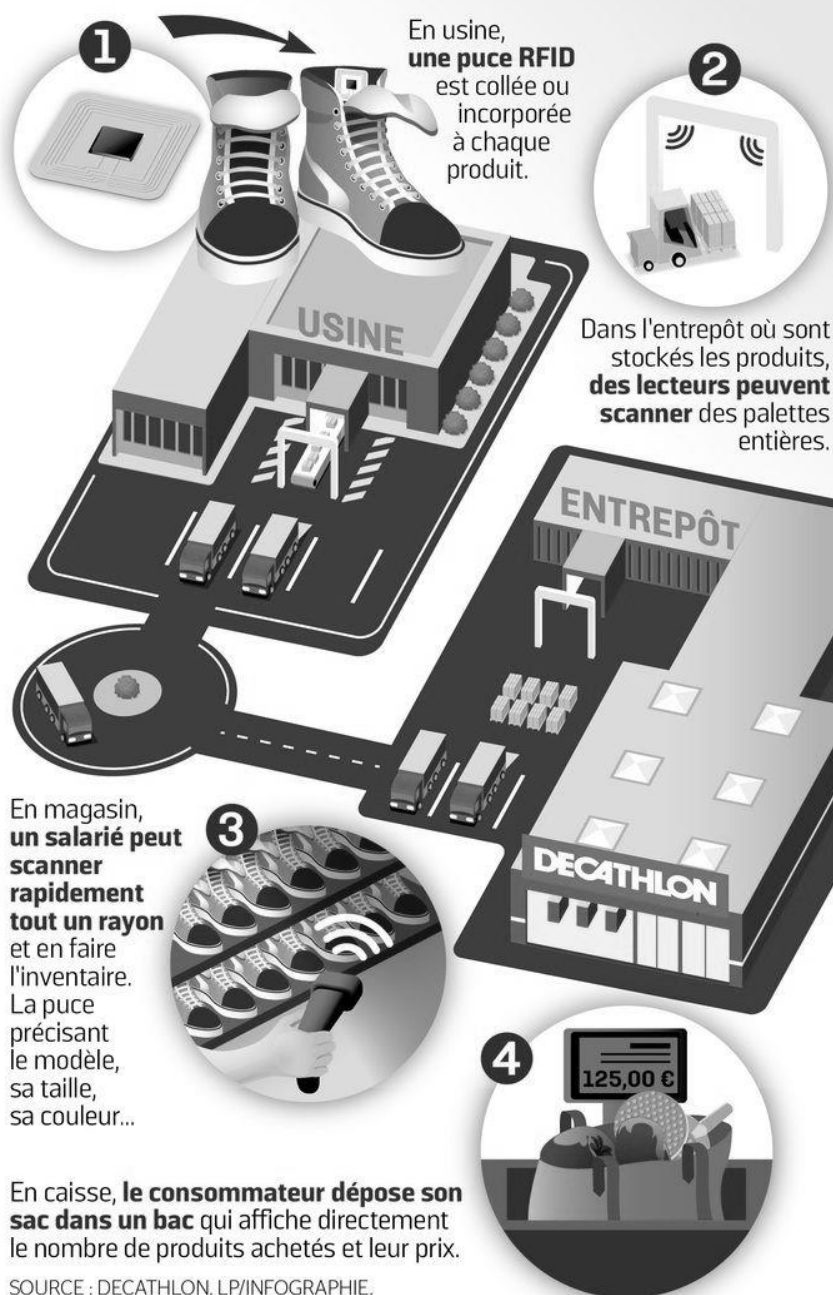 1
En usine,
une puce RFID
est collée ou
incorporée
à chaque
produit.
2
Dans l'entrepôt où sont
stockés les produits,
des lecteurs peuvent
scanner des palettes
entières.
USINE
ENTREPÔT
DECATHLON
En magasin,
un salarié peut
scanner
rapidement
tout un rayon
et en faire
l'inventaire.
La puce
précisant
le modèle,
sa taille,
sa couleur...
3
4
125,00 €
En caisse, le consommateur dépose son
sac dans un bac qui affiche directement
le nombre de produits achetés et leur prix.
SOURCE : DECATHLON. LP/INFOGRAPHIE.